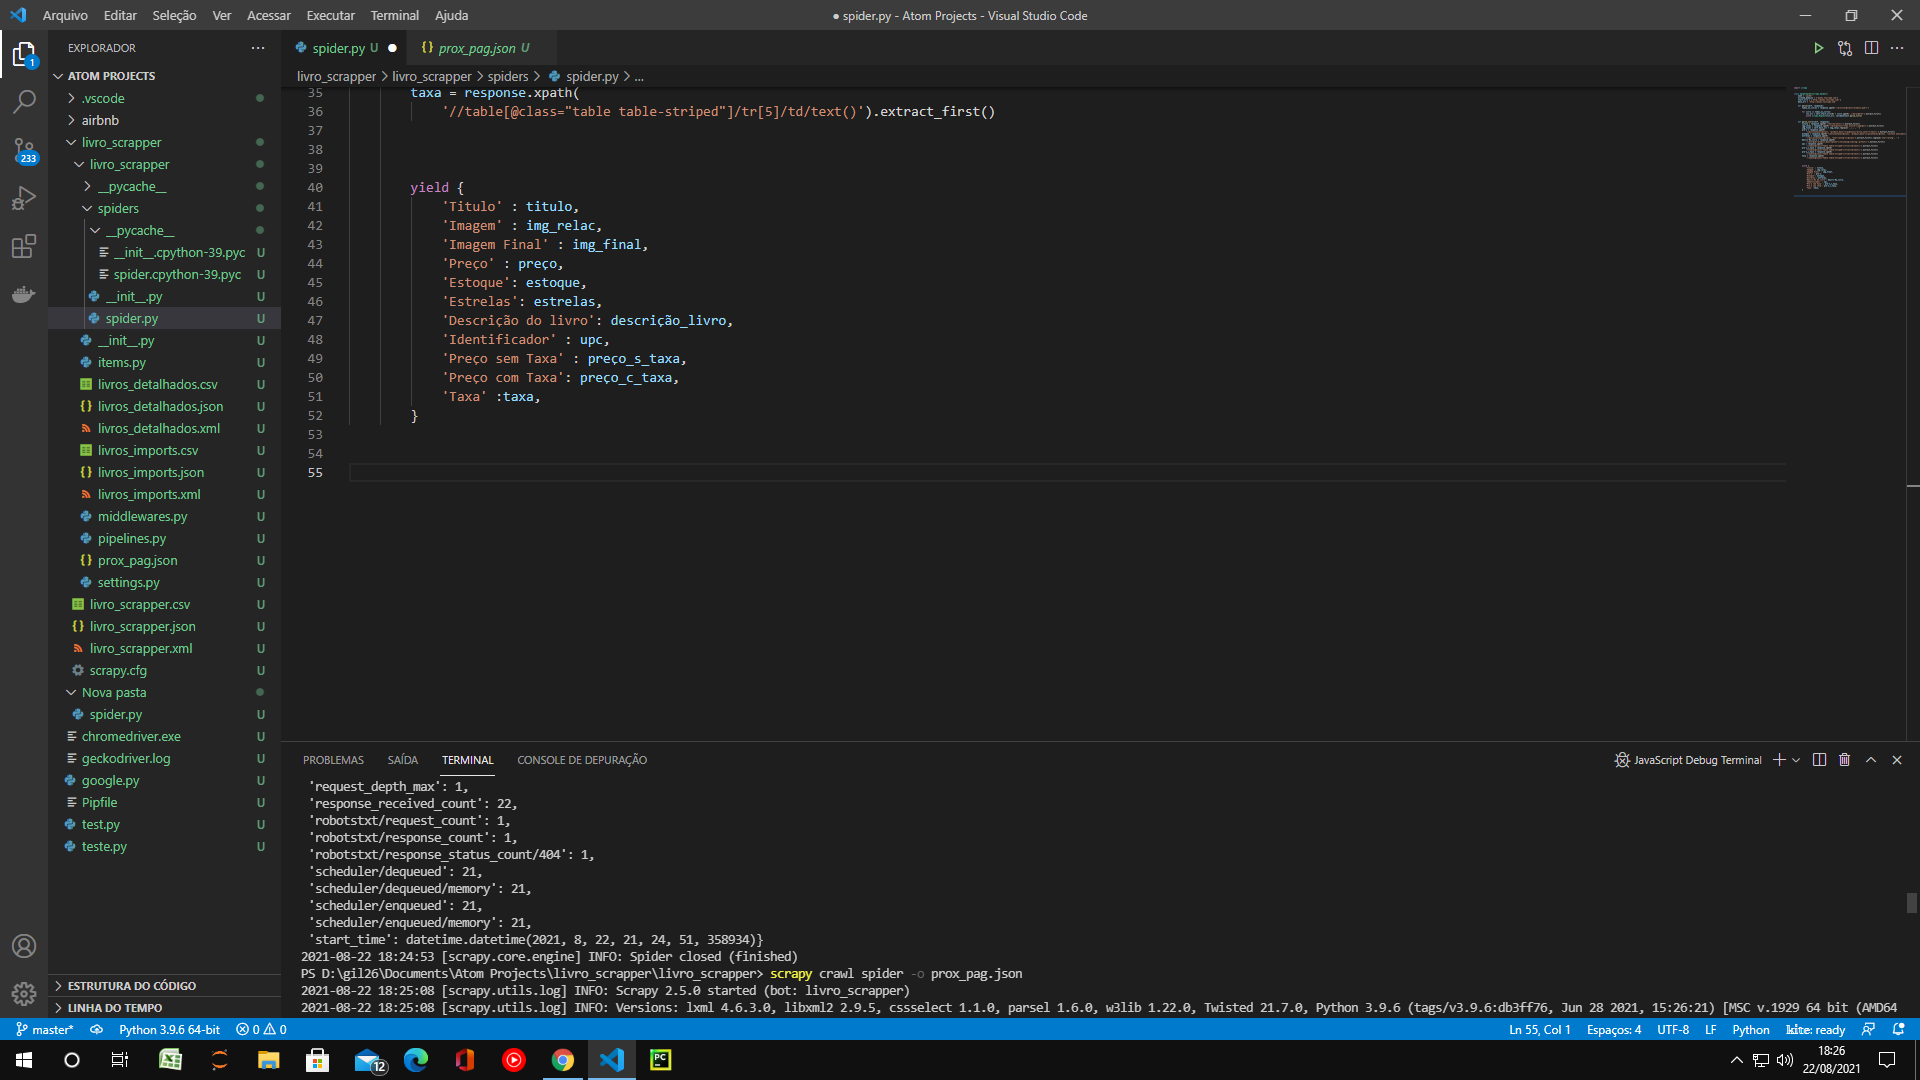 Arquivo Editar Seleção Ver Acessar Executar Terminal Ajuda
● spider.py - Atom Projects - Visual Studio Code
EXPLORADOR
1
233
ATOM PROJECTS
.vscode
airbnb
livro_scrapper
livro_scrapper
__pycache__
spiders
__pycache__
__init__.cpython-39.pyc U
spider.cpython-39.pyc U
__init__.py U
spider.py U
__init__.py U
items.py U
livros_detalhados.csv U
livros_detalhados.json U
livros_detalhados.xml U
livros_imports.csv U
livros_imports.json U
livros_imports.xml U
middlewares.py U
pipelines.py U
prox_pag.json U
settings.py U
livro_scrapper.csv U
livro_scrapper.json U
livro_scrapper.xml U
scrapy.cfg U
Nova pasta
spider.py U
chromedriver.exe U
geckodriver.log U
google.py U
Pipfile U
test.py U
teste.py U
ESTRUTURA DO CÓDIGO
LINHA DO TEMPO
spider.py U ● {} prox_pag.json U
livro_scrapper > livro_scrapper > spiders > spider.py > ...
35 taxa = response.xpath(
36 '//table[@class="table table-striped"]/tr[5]/td/text()').extract_first()
37
38
39
40 yield {
41 'Titulo' : titulo,
42 'Imagem' : img_relac,
43 'Imagem Final' : img_final,
44 'Preço' : preço,
45 'Estoque': estoque,
46 'Estrelas': estrelas,
47 'Descrição do livro': descrição_livro,
48 'Identificador' : upc,
49 'Preço sem Taxa' : preço_s_taxa,
50 'Preço com Taxa': preço_c_taxa,
51 'Taxa' :taxa,
52 }
53
54
55
PROBLEMAS SAÍDA TERMINAL CONSOLE DE DEPURAÇÃO
JavaScript Debug Terminal
'request_depth_max': 1,
'response_received_count': 22,
'robotstxt/request_count': 1,
'robotstxt/response_count': 1,
'robotstxt/response_status_count/404': 1,
'scheduler/dequeued': 21,
'scheduler/dequeued/memory': 21,
'scheduler/enqueued': 21,
'scheduler/enqueued/memory': 21,
'start_time': datetime.datetime(2021, 8, 22, 21, 24, 51, 358934)}
2021-08-22 18:24:53 [scrapy.core.engine] INFO: Spider closed (finished)
PS D:\gil26\Documents\Atom Projects\livro_scrapper\livro_scrapper> scrapy crawl spider -o prox_pag.json
2021-08-22 18:25:08 [scrapy.utils.log] INFO: Scrapy 2.5.0 started (bot: livro_scrapper)
2021-08-22 18:25:08 [scrapy.utils.log] INFO: Versions: lxml 4.6.3.0, libxml2 2.9.5, cssselect 1.1.0, parsel 1.6.0, w3lib 1.22.0, Twisted 21.7.0, Python 3.9.6 (tags/v3.9.6:db3ff76, Jun 28 2021, 15:26:21) [MSC v.1929 64 bit (AMD64
master* Python 3.9.6 64-bit 0 0
Ln 55, Col 1 Espaços: 4 UTF-8 LF Python kite: ready
12
PC
18:26
22/08/2021